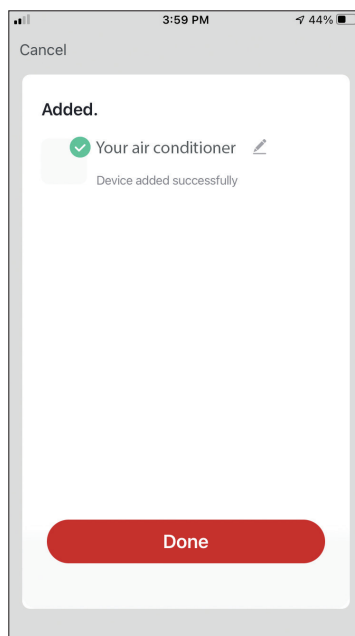 3:59 PM
44%
Cancel
Added.
Your air conditioner
Device added successfully
Done